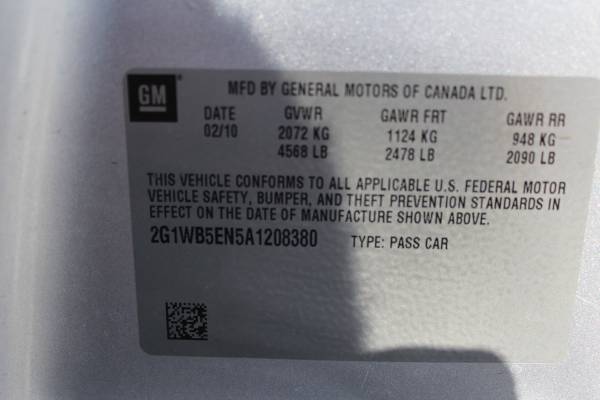 GM
MFD BY GENERAL MOTORS OF CANADA LTD.
DATE GVWR GAWR FRT GAWR RR
02/10 2072 KG 1124 KG 948 KG
4568 LB 2478 LB 2090 LB
THIS VEHICLE CONFORMS TO ALL APPLICABLE U.S. FEDERAL MOTOR
VEHICLE SAFETY, BUMPER, AND THEFT PREVENTION STANDARDS IN
EFFECT ON THE DATE OF MANUFACTURE SHOWN ABOVE.
2G1WB5EN5A1208380 TYPE: PASS CAR